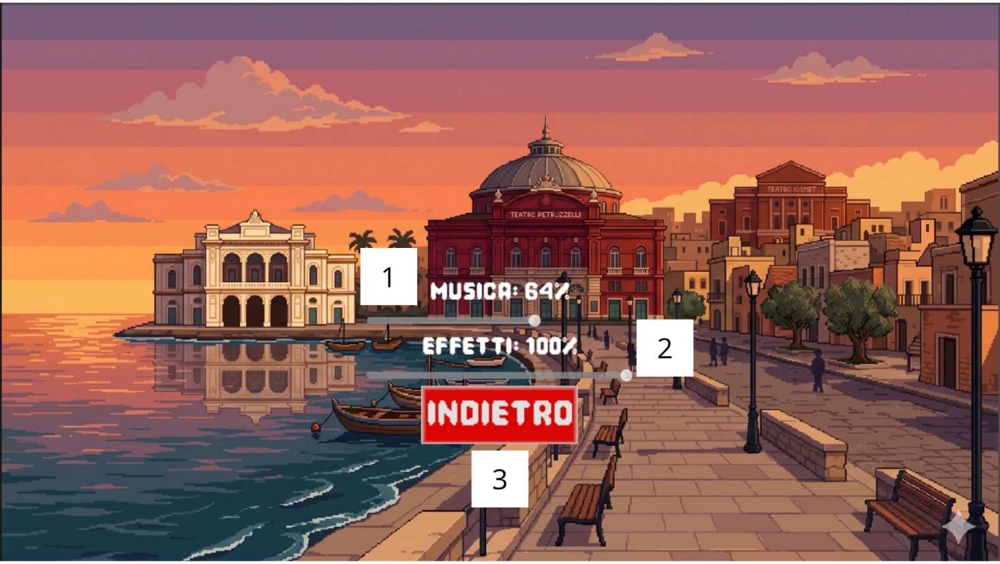 TEATRO KISMET
TEATRO PETRUZZELLI
1
MUSICA: 64%
EFFETTI: 100%
2
INDIETRO
3